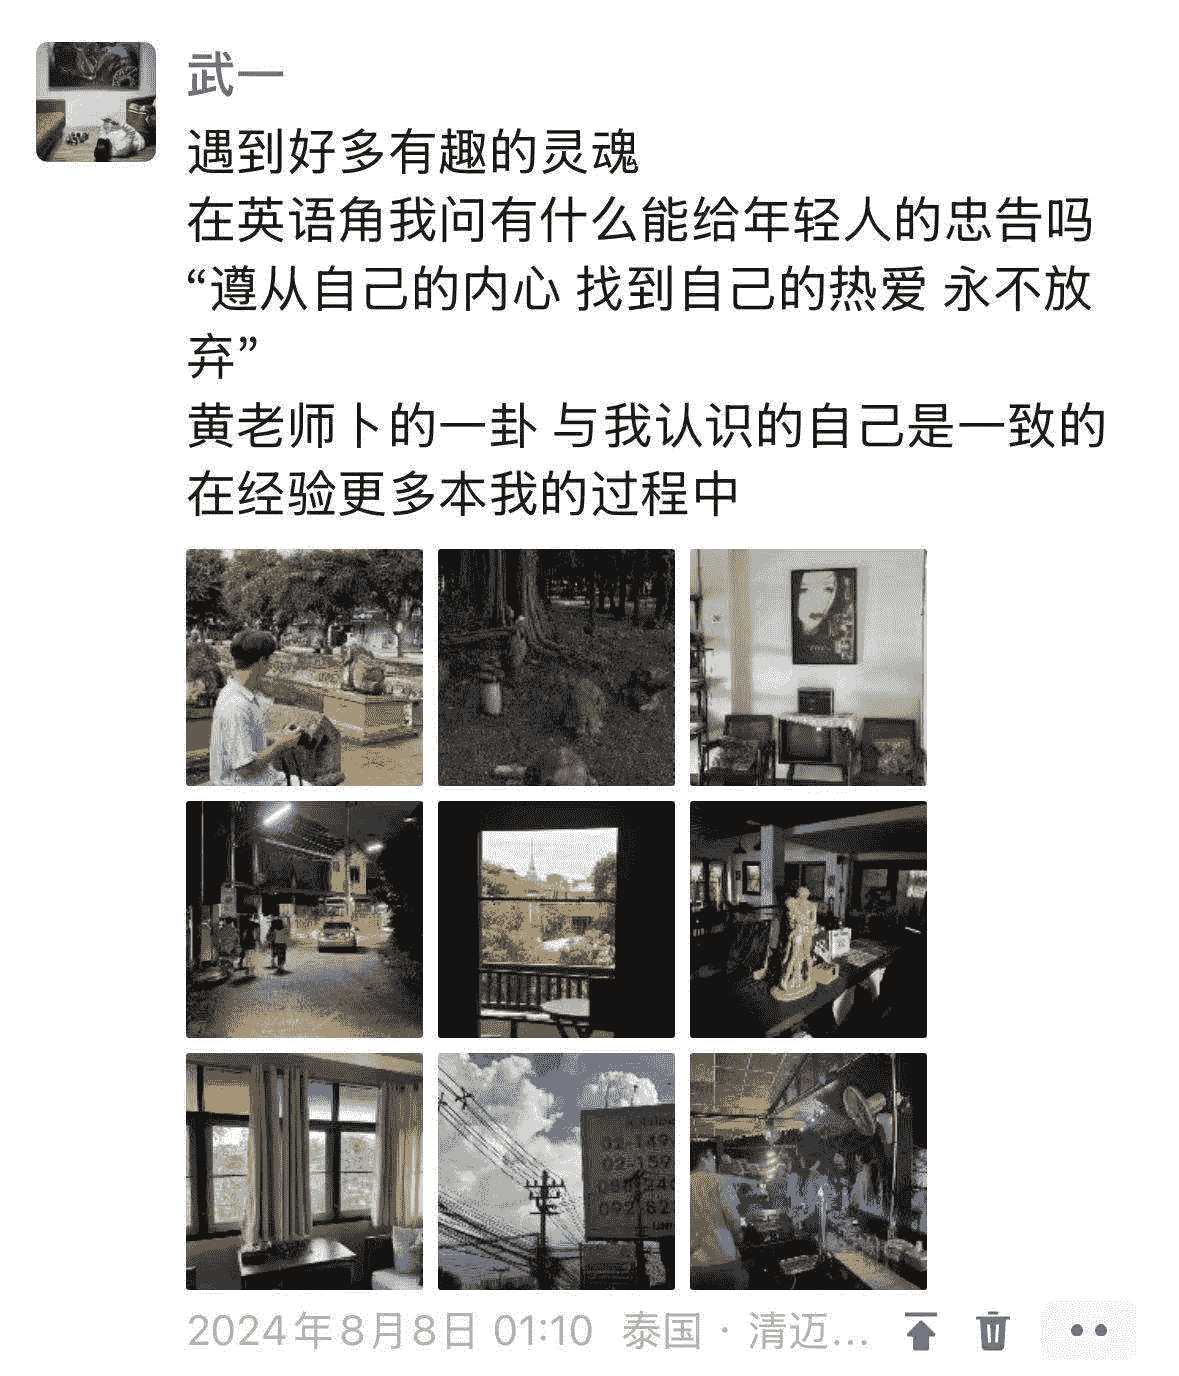 武一
遇到好多有趣的灵魂
在英语角我问有什么能给年轻人的忠告吗
“遵从自己的内心 找到自己的热爱 永不放
弃”
黄老师卜的一卦 与我认识的自己是一致的
在经验更多本我的过程中
02-149
02-159
2024年8月8日 01:10 泰国 · 清迈...